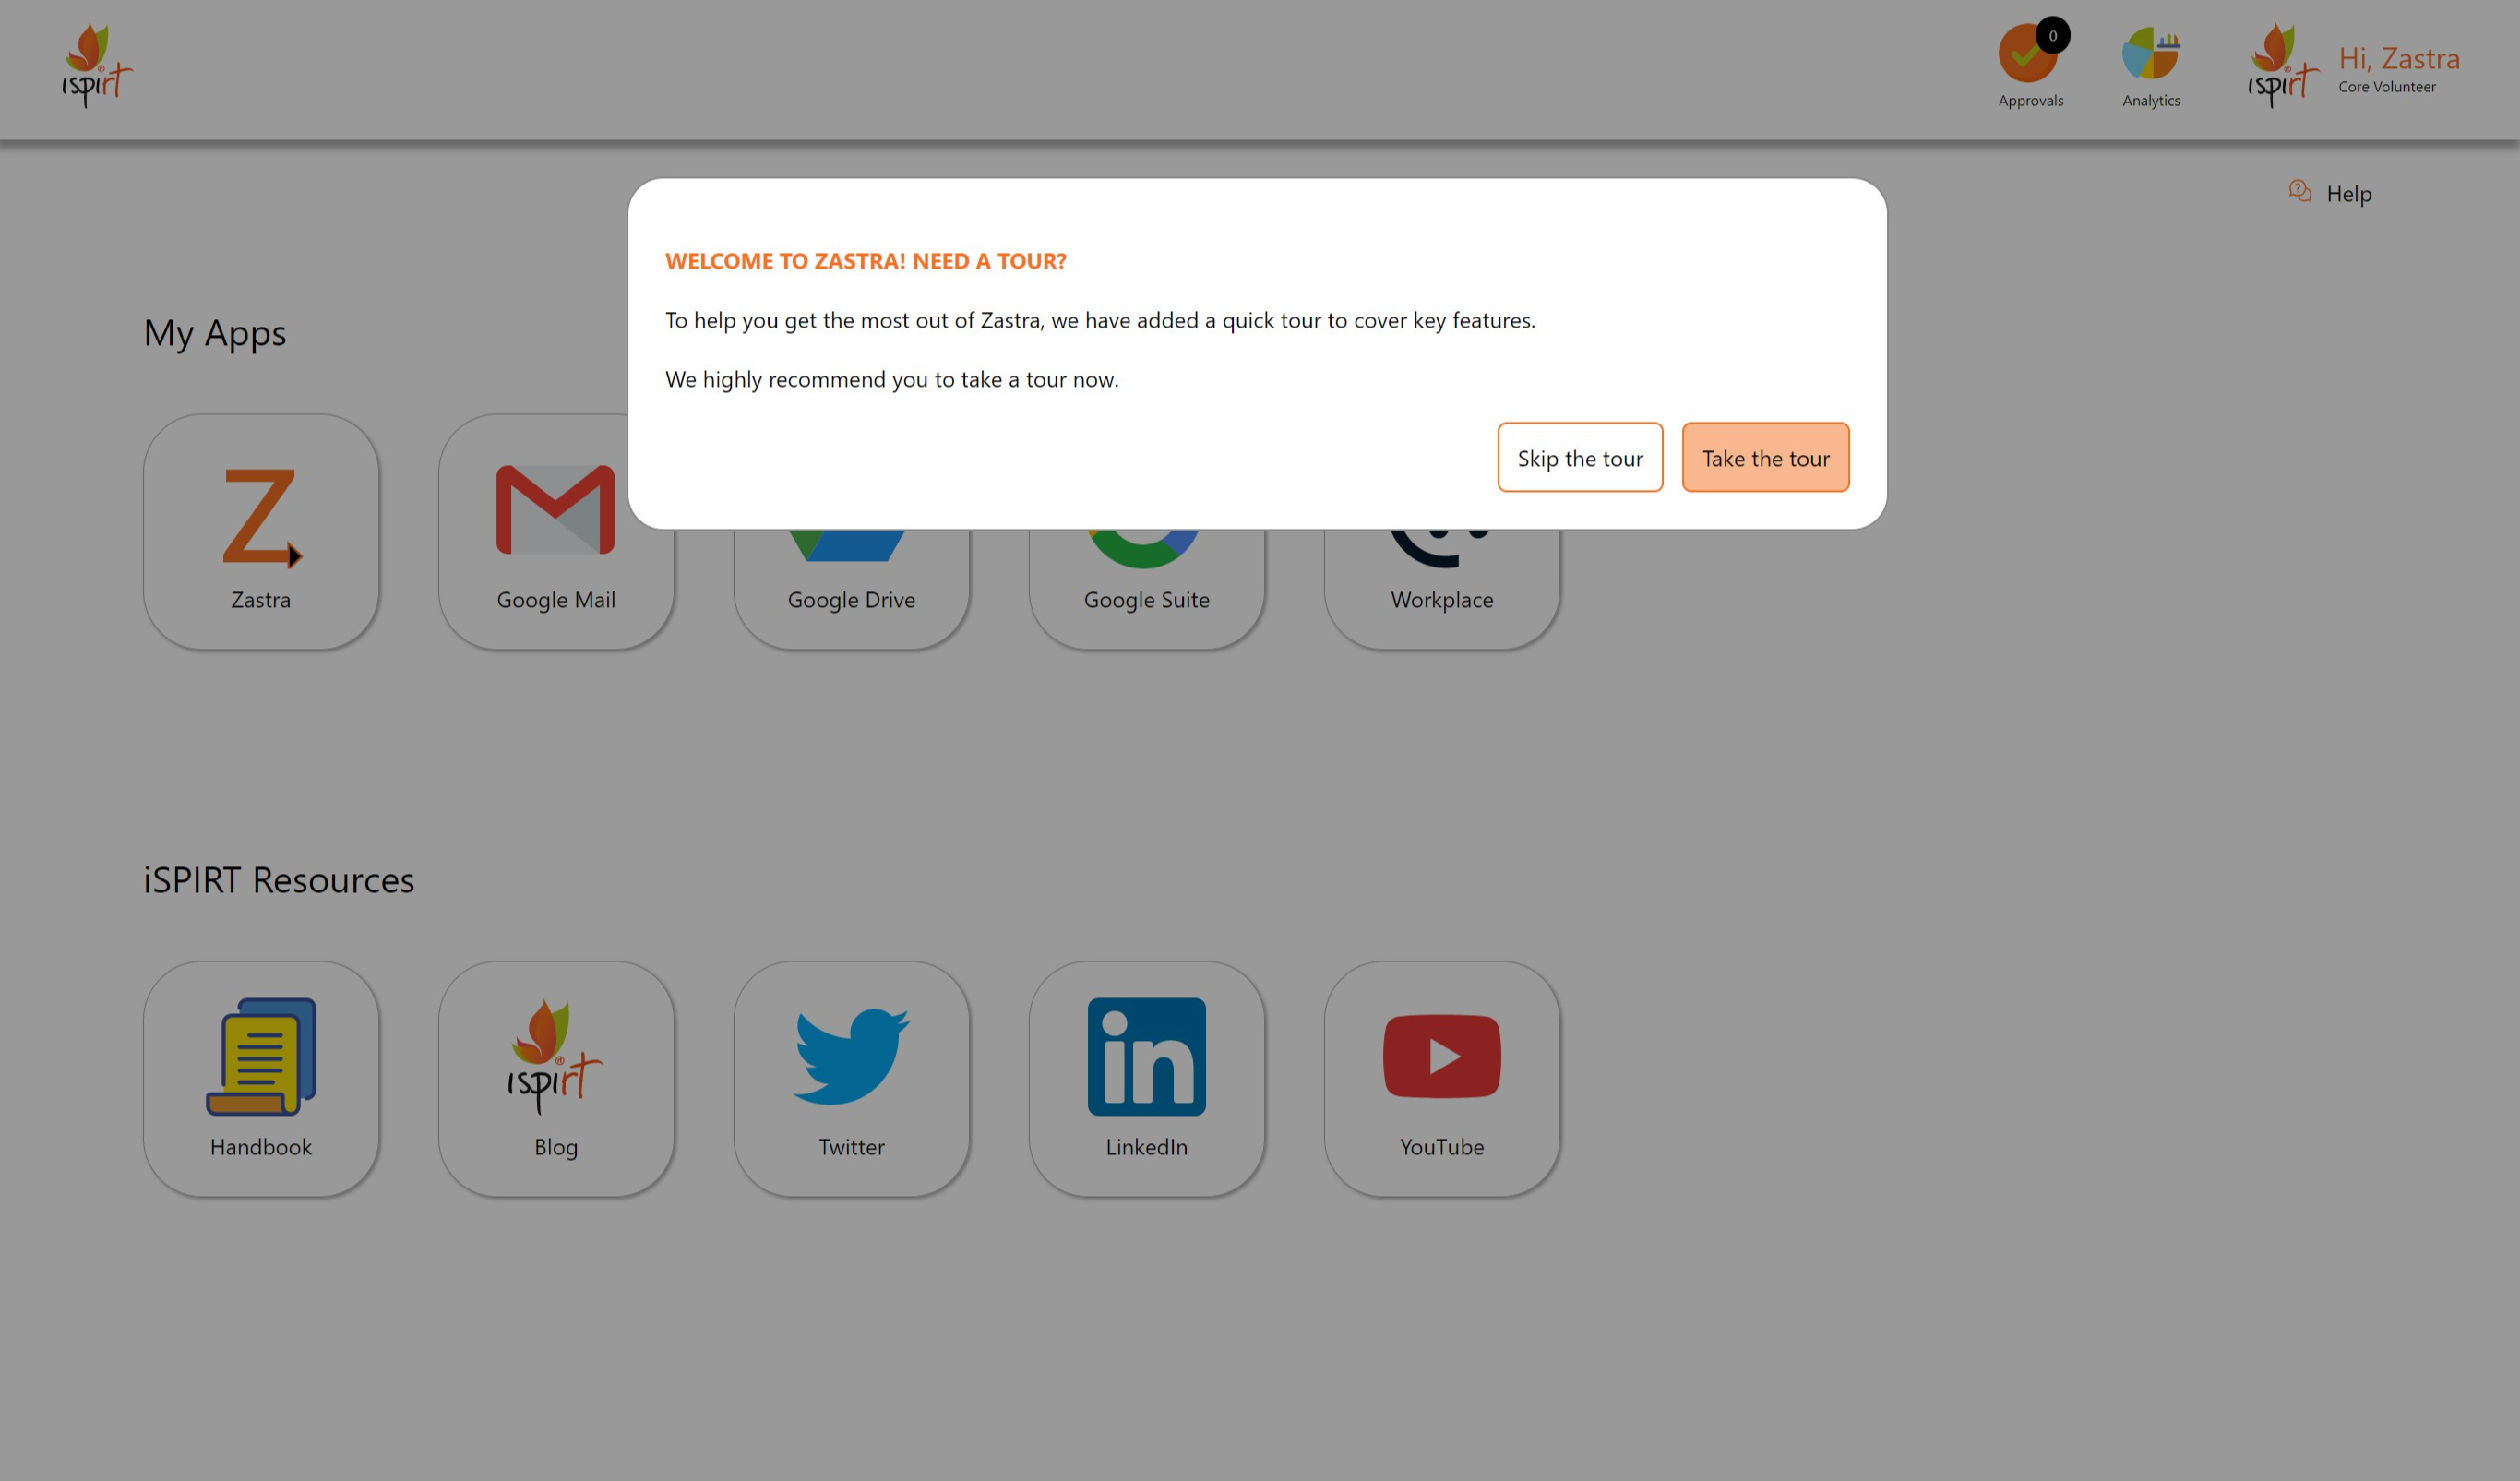 ispirt
0
Approvals
Analytics
ispirt
Hi, Zastra
Core Volunteer
Help
WELCOME TO ZASTRA! NEED A TOUR?
To help you get the most out of Zastra, we have added a quick tour to cover key features.
We highly recommend you to take a tour now.
Skip the tour
Take the tour
My Apps
Zastra
Google Mail
Google Drive
Google Suite
Workplace
iSPIRT Resources
ispirt
in
Handbook
Blog
Twitter
LinkedIn
YouTube